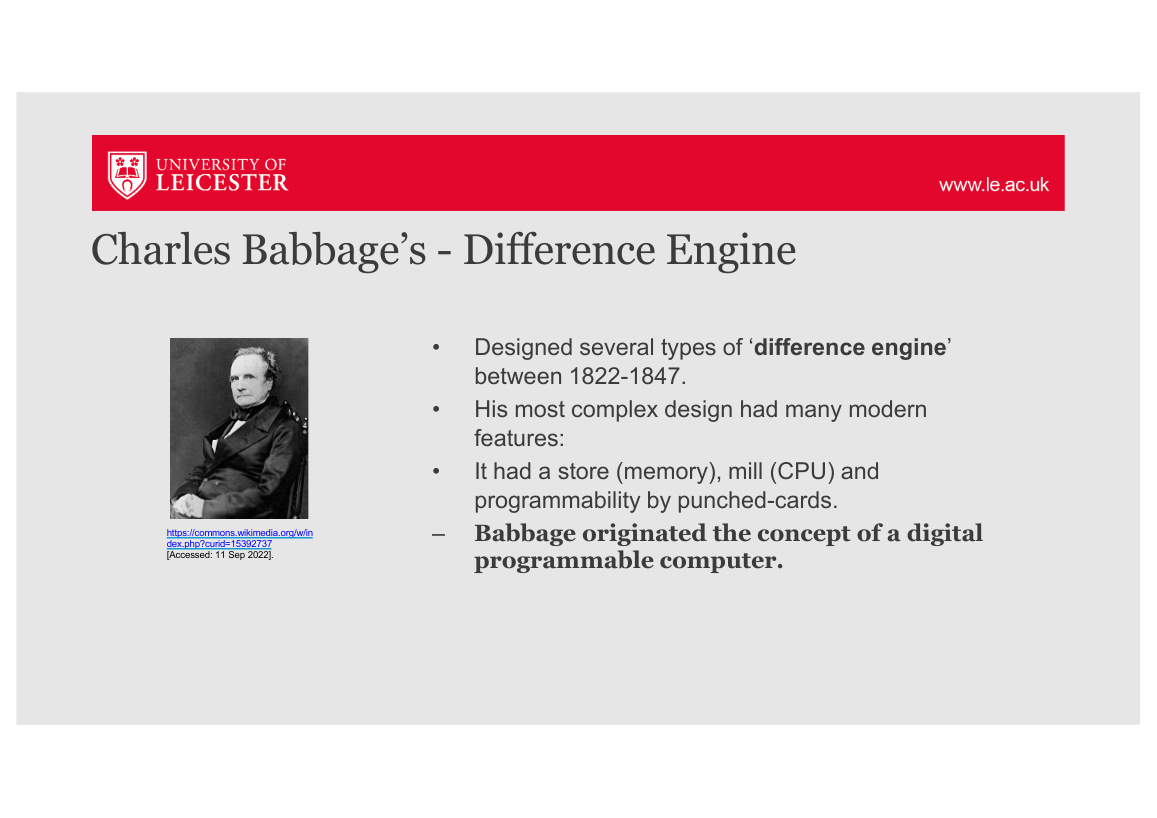 UNIVERSITY OF
LEICESTER
www.le.ac.uk
Charles Babbage’s - Difference Engine
• Designed several types of ‘difference engine’
between 1822-1847.
• His most complex design had many modern
features:
• It had a store (memory), mill (CPU) and
programmability by punched-cards.
– Babbage originated the concept of a digital
programmable computer.
https://commons.wikimedia.org/w/in
dex.php?curid=15392737
[Accessed: 11 Sep 2022].